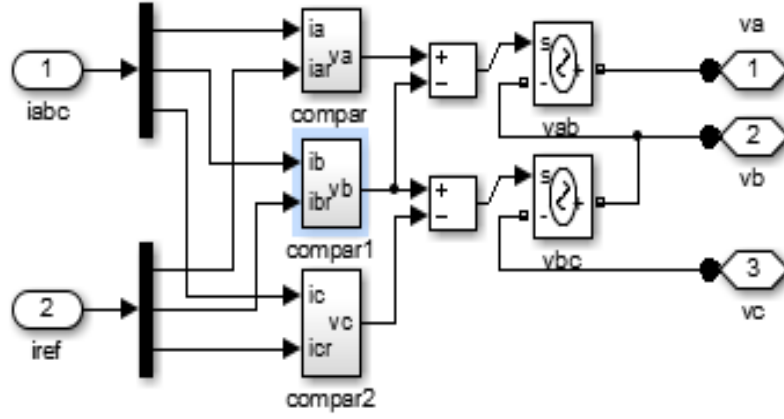 va
ia
va
iar
compar
+
−
s
-
+
vab
1
iabc
1
2
vb
ib
vb
ibr
compar1
+
−
s
-
+
vbc
3
vc
2
iref
ic
vc
icr
compar2